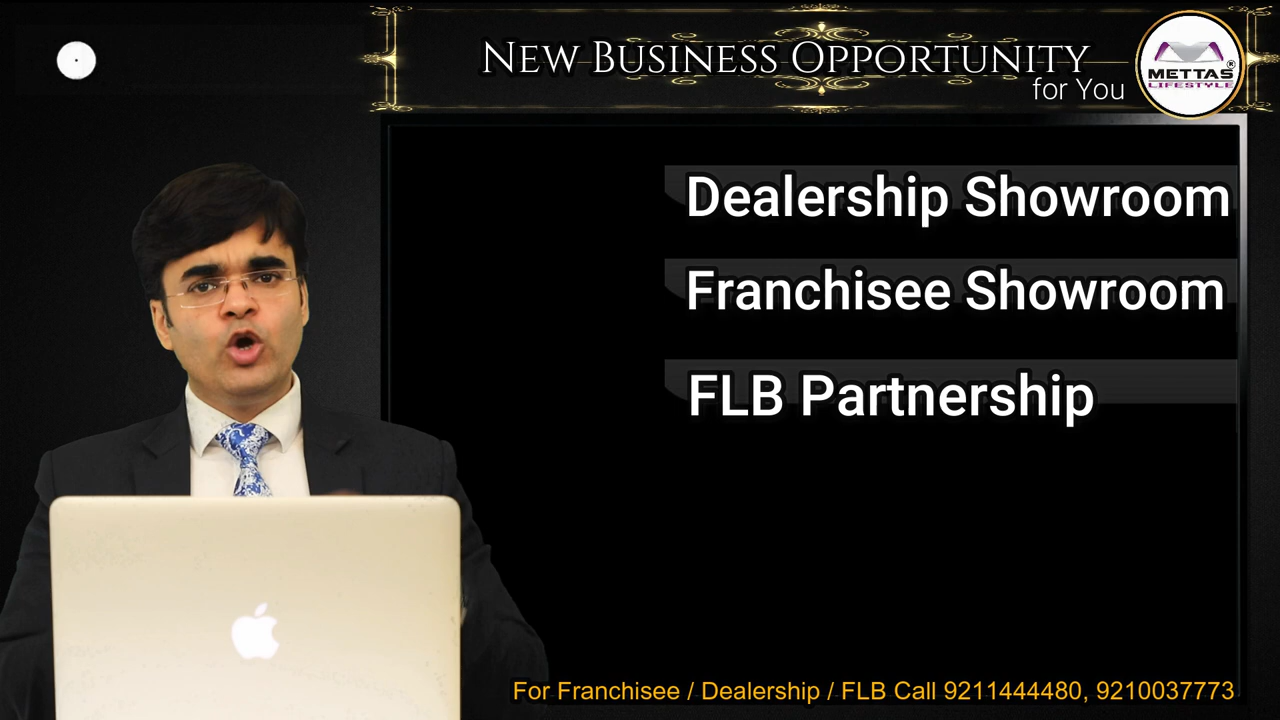 New Business Opportunity
for You
METTAS®
LIFESTYLE
Dealership Showroom
Franchisee Showroom
FLB Partnership
For Franchisee / Dealership / FLB Call 9211444480, 9210037773